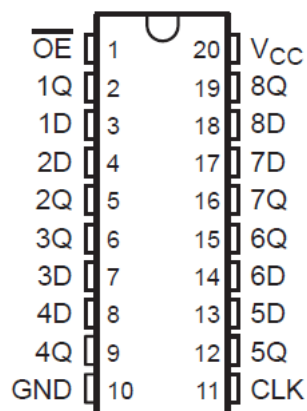 O̅E̅ 1 20 VCC
1Q 2 19 8Q
1D 3 18 8D
2D 4 17 7D
2Q 5 16 7Q
3Q 6 15 6Q
3D 7 14 6D
4D 8 13 5D
4Q 9 12 5Q
GND 10 11 CLK